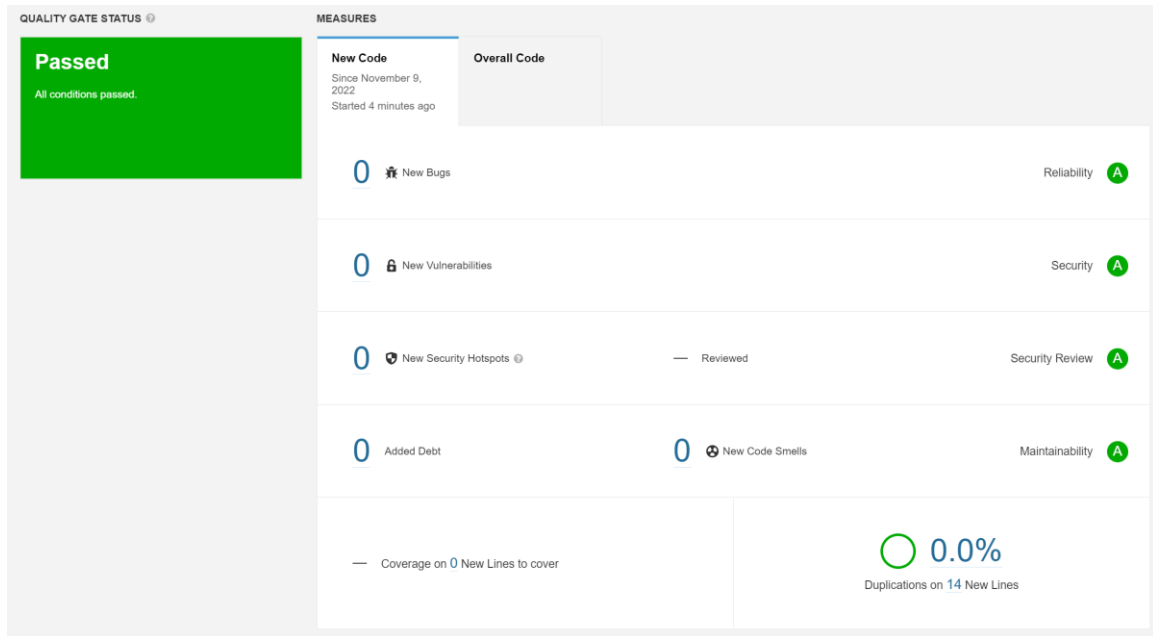 QUALITY GATE STATUS
MEASURES
Passed
All conditions passed.
New Code
Since November 9,
2022
Started 4 minutes ago
Overall Code
0 New Bugs
Reliability A
0 New Vulnerabilities
Security A
0 New Security Hotspots ?
— Reviewed
Security Review A
0 Added Debt
0 New Code Smells
Maintainability A
— Coverage on 0 New Lines to cover
0.0%
Duplications on 14 New Lines